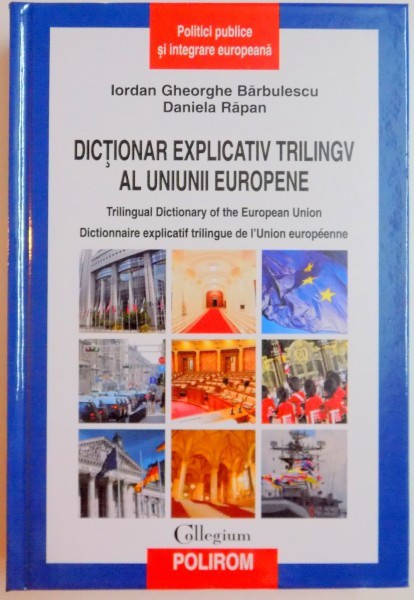 Politici publice
și integrare europeană
Iordan Gheorghe Bărbulescu
Daniela Răpan
DICŢIONAR EXPLICATIV TRILINGV
AL UNIUNII EUROPENE
Trilingual Dictionary of the European Union
Dictionnaire explicatif trilingue de l'Union européenne
Collegium
POLIROM